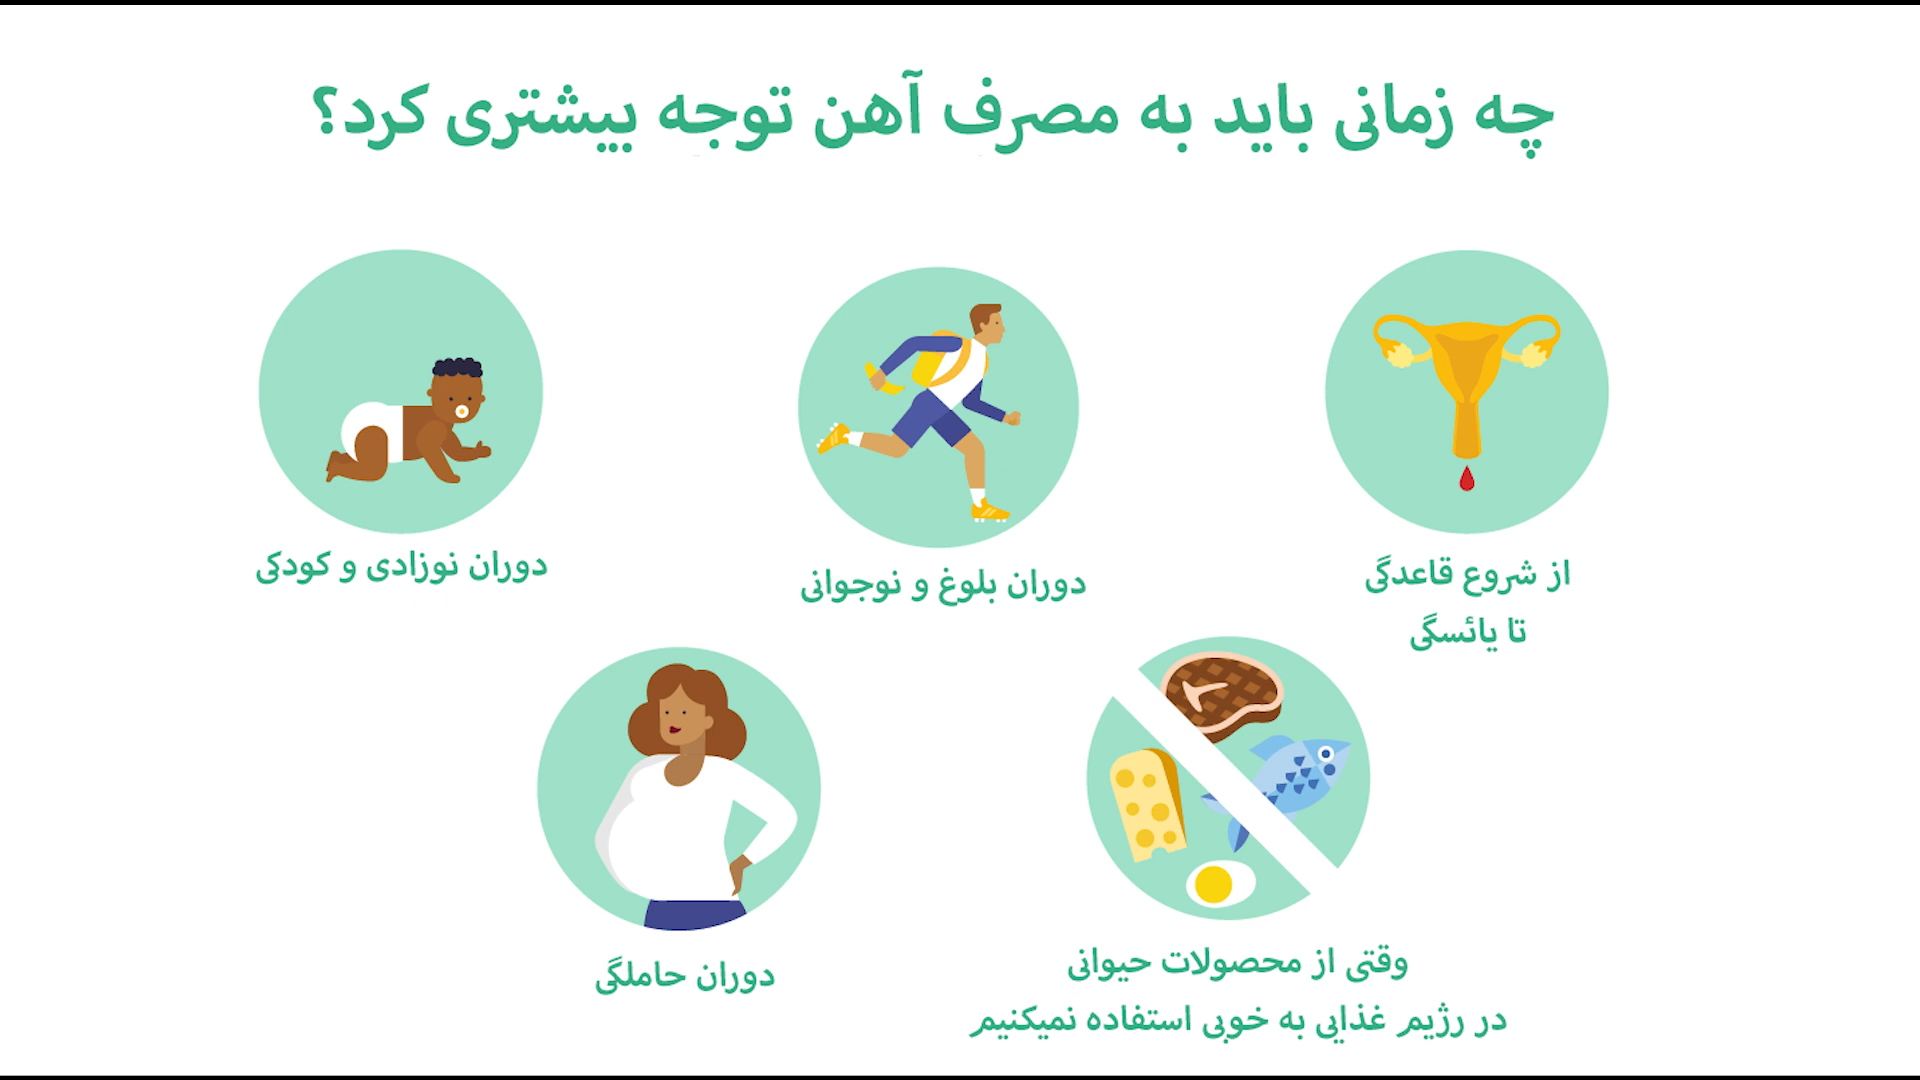 چه زمانی باید به مصرف آهن توجه بیشتری کرد؟
از شروع قاعدگی
تا یائسگی
دوران بلوغ و نوجوانی
دوران نوزادی و کودکی
وقتی از محصولات حیوانی
در رژیم غذایی به خوبی استفاده نمیکنیم
دوران حاملگی